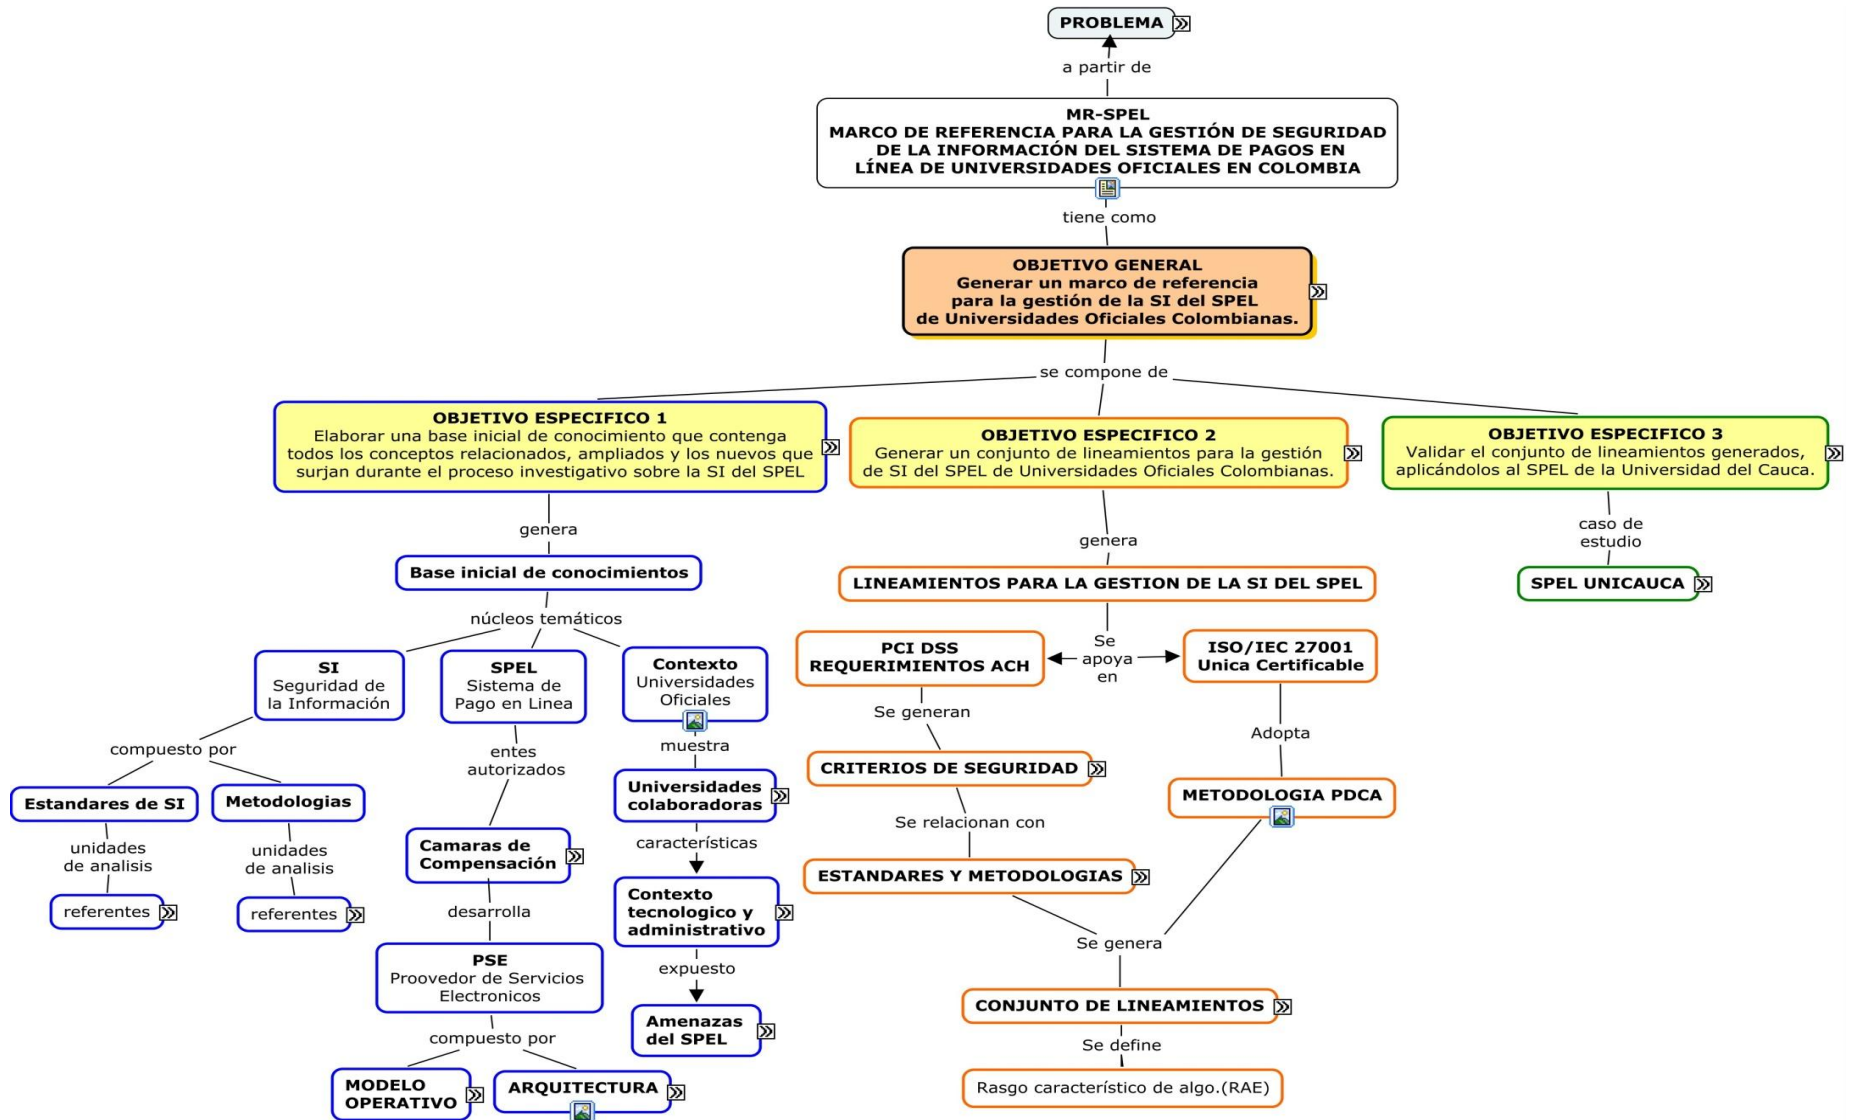 PROBLEMA
a partir de
MR-SPEL
MARCO DE REFERENCIA PARA LA GESTIÓN DE SEGURIDAD
DE LA INFORMACIÓN DEL SISTEMA DE PAGOS EN
LÍNEA DE UNIVERSIDADES OFICIALES EN COLOMBIA
tiene como
OBJETIVO GENERAL
Generar un marco de referencia
para la gestión de la SI del SPEL
de Universidades Oficiales Colombianas.
se compone de
OBJETIVO ESPECIFICO 1
Elaborar una base inicial de conocimiento que contenga
todos los conceptos relacionados, ampliados y los nuevos que
surjan durante el proceso investigativo sobre la SI del SPEL
genera
Base inicial de conocimientos
núcleos temáticos
SI
Seguridad de
la Información
compuesto por
Estandares de SI
unidades
de analisis
referentes
Metodologias
unidades
de analisis
referentes
SPEL
Sistema de
Pago en Linea
entes
autorizados
Camaras de
Compensación
desarrolla
PSE
Proovedor de Servicios
Electronicos
compuesto por
MODELO
OPERATIVO
ARQUITECTURA
Contexto
Universidades
Oficiales
muestra
Universidades
colaboradoras
características
Contexto
tecnologico y
administrativo
expuesto
Amenazas
del SPEL
OBJETIVO ESPECIFICO 2
Generar un conjunto de lineamientos para la gestión
de SI del SPEL de Universidades Oficiales Colombianas.
genera
LINEAMIENTOS PARA LA GESTION DE LA SI DEL SPEL
Se
apoya
en
PCI DSS
REQUERIMIENTOS ACH
Se generan
CRITERIOS DE SEGURIDAD
Se relacionan con
ESTANDARES Y METODOLOGIAS
ISO/IEC 27001
Unica Certificable
Adopta
METODOLOGIA PDCA
Se genera
CONJUNTO DE LINEAMIENTOS
Se define
Rasgo característico de algo.(RAE)
OBJETIVO ESPECIFICO 3
Validar el conjunto de lineamientos generados,
aplicándolos al SPEL de la Universidad del Cauca.
caso de
estudio
SPEL UNICAUCA